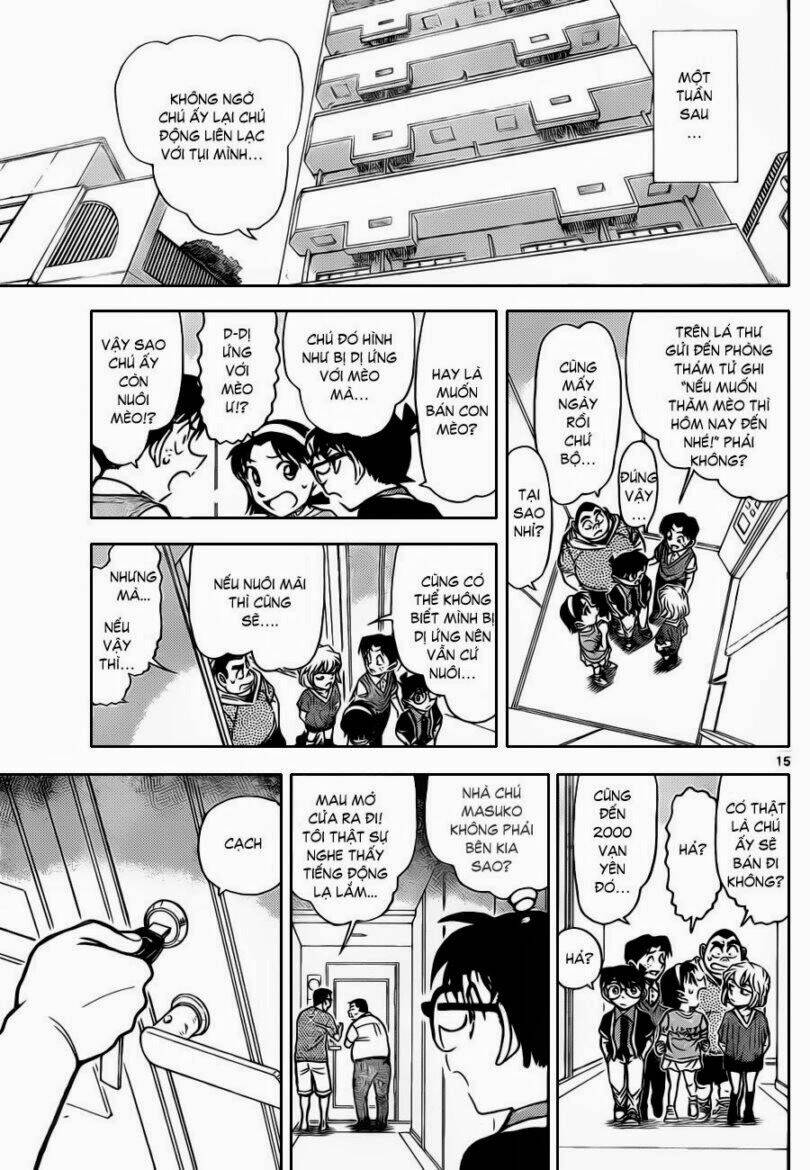 MỘT
TUẦN
SAU
...
KHÔNG NGỜ
CHÚ ẤY LẠI CHỦ
ĐỘNG LIÊN LẠC
VỚI TỤI MÌNH...
TRÊN LÁ THƯ
GỬI ĐẾN PHÒNG
THÁM TỬ GHI
"NẾU MUỐN
THĂM MÈO THÌ
HÔM NAY ĐẾN
NHÉ!" PHẢI
KHÔNG?
ĐÚNG
VẬY
...
CŨNG
MẤY
NGÀY
RỒI
CHỨ
BỘ...
TẠI
SAO NHỈ?
HAY LÀ
MUỐN
BÁN CON
MÈO?
CHÚ ĐÓ HÌNH
NHƯ BỊ DỊ ỨNG
VỚI MÈO
MÀ...
D-DỊ
ỨNG
VỚI
MÈO
Ư!?
VẬY SAO
CHÚ ẤY
CÒN
NUÔI
MÈO!?
CŨNG CÓ
THỂ KHÔNG
BIẾT MÌNH BỊ
DỊ ỨNG NÊN
VẪN CỨ
NUÔI...
NẾU NUÔI MÃI
THÌ CŨNG
SẼ....
NHƯNG
MÀ...
NẾU
VẬY
THÌ...
15
CÓ THẬT
LÀ CHÚ
ẤY SẼ
BÁN ĐI
KHÔNG?
HẢ?
CŨNG
ĐẾN
2000
VẠN
YÊN
ĐÓ...
HẢ?
NHÀ CHÚ
MASUKO
KHÔNG PHẢI
BÊN KIA
SAO?
MAU MỞ
CỬA RA ĐI!
TÔI THẬT SỰ
NGHE THẤY
TIẾNG ĐỘNG
LẠ LẮM...
CẠCH